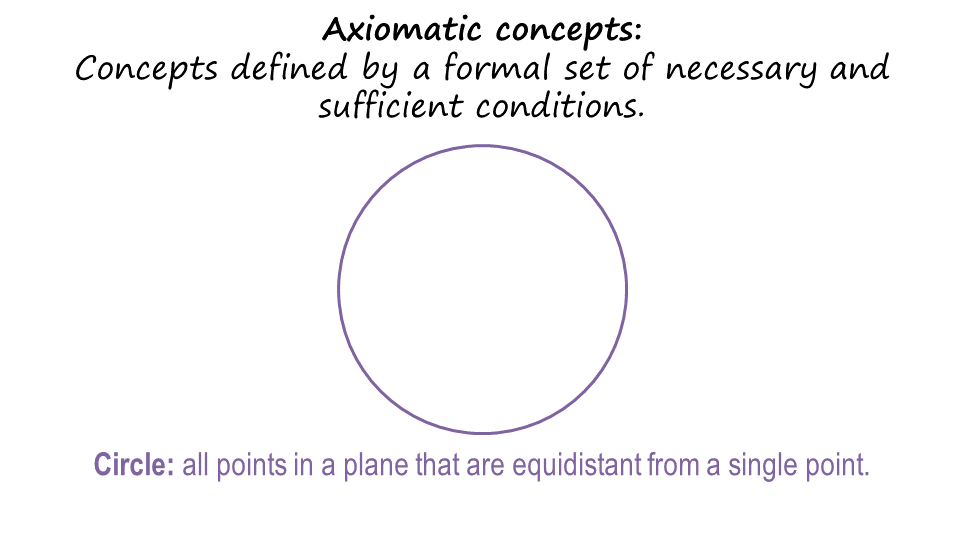 Axiomatic concepts:
Concepts defined by a formal set of necessary and
sufficient conditions.
Circle: all points in a plane that are equidistant from a single point.